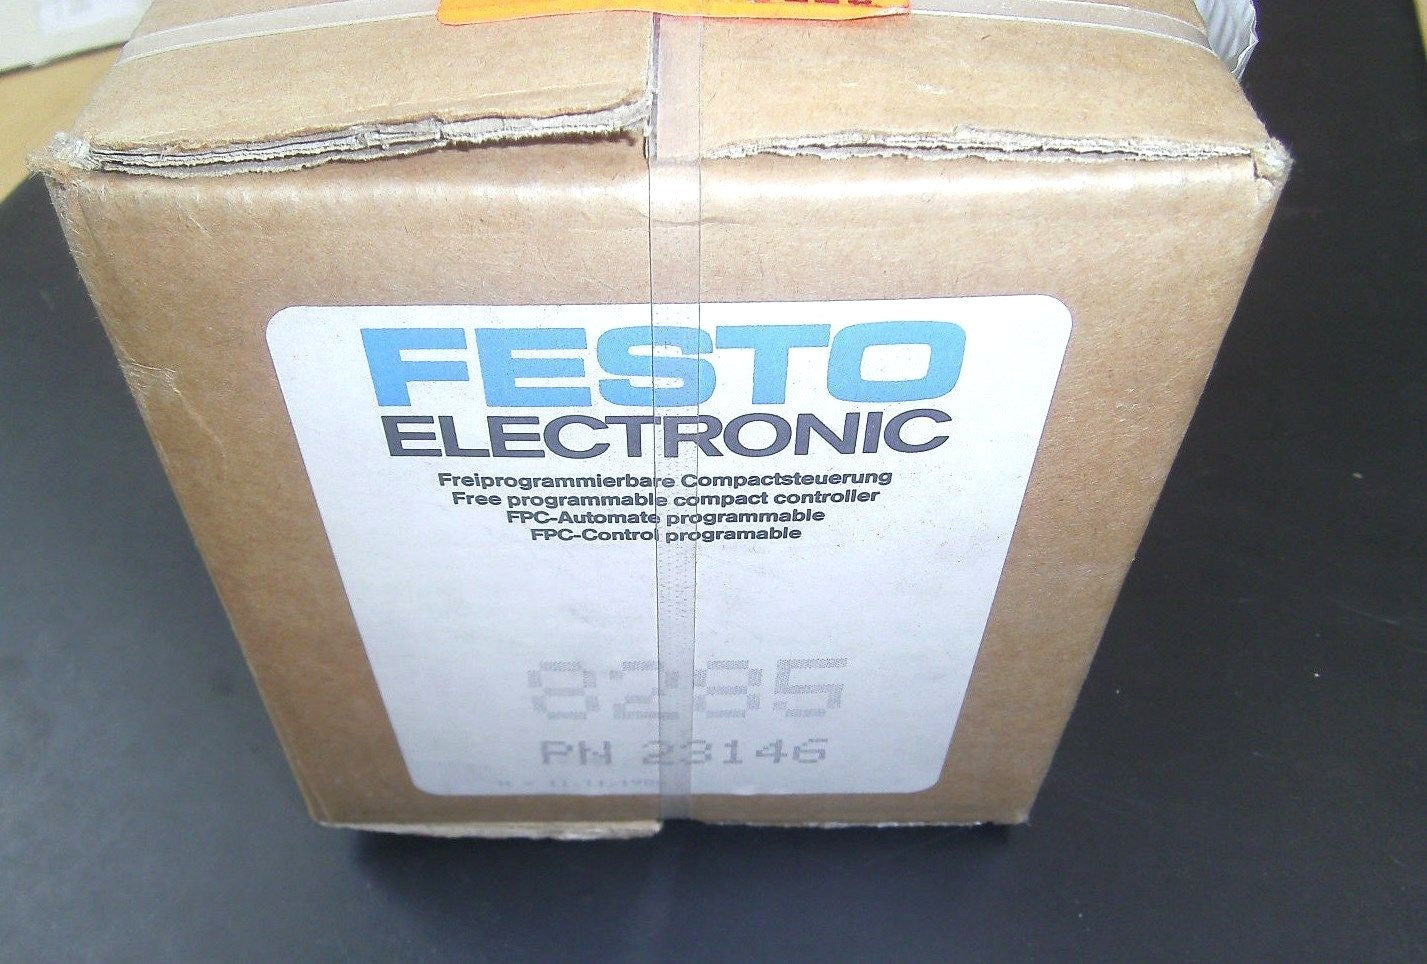 FESTO
ELECTRONIC
Freiprogrammierbare Compactsteuerung
Free programmable compact controller
FPC-Automate programmable
FPC-Control programable
8285
PN 23146